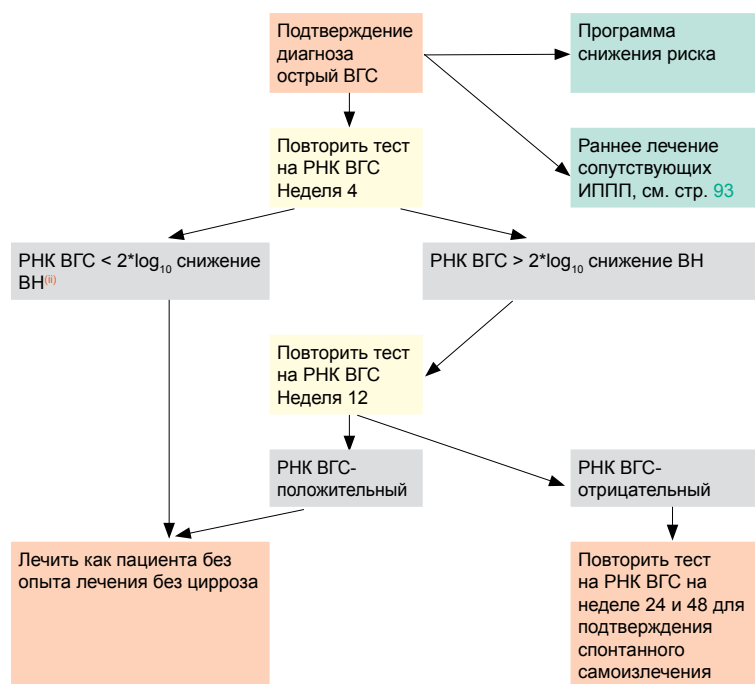 Подтверждение
диагноза
острый ВГС
Программа
снижения риска
Повторить тест
на РНК ВГС
Неделя 4
Раннее лечение
сопутствующих
ИППП, см. стр. 93
РНК ВГС < 2*log₁₀ снижение
ВН(ii)
РНК ВГС > 2*log₁₀ снижение ВН
Повторить тест
на РНК ВГС
Неделя 12
РНК ВГС-
положительный
РНК ВГС-
отрицательный
Лечить как пациента без
опыта лечения без цирроза
Повторить тест
на РНК ВГС на
неделе 24 и 48 для
подтверждения
спонтанного
самоизлечения